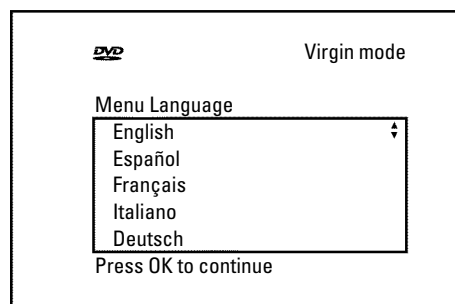 DVD Virgin mode
Menu Language
English
Español
Français
Italiano
Deutsch
Press OK to continue